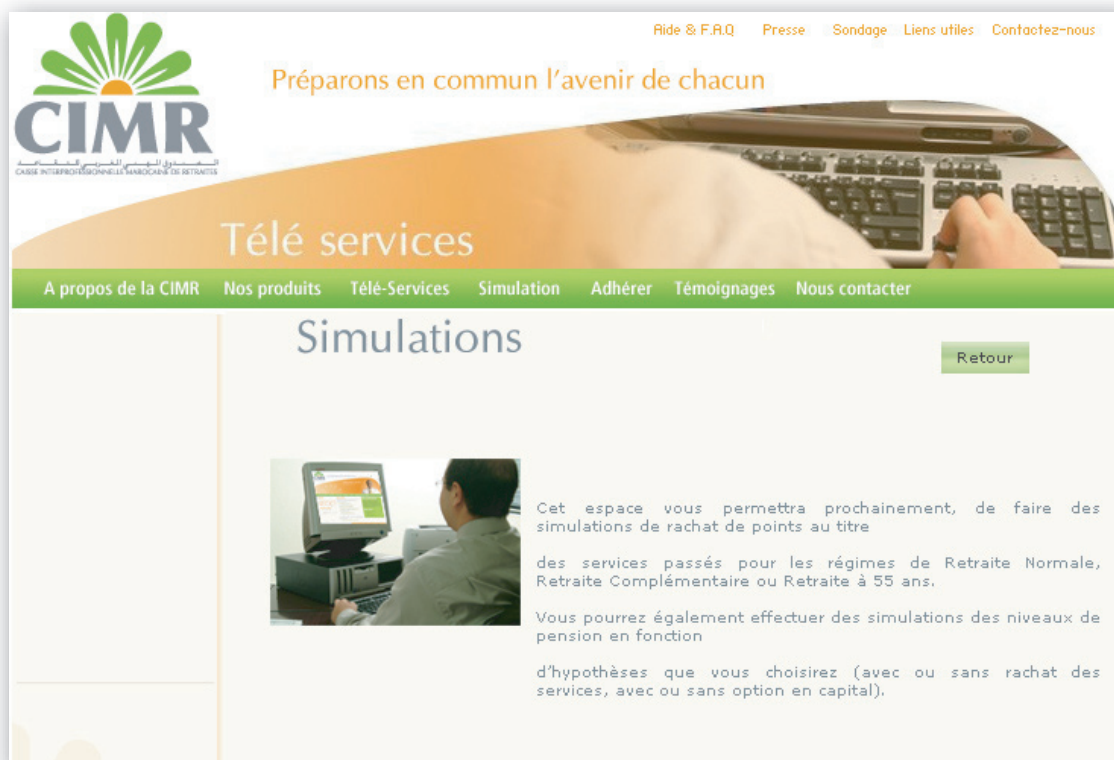 Aide & F.A.Q Presse Sondage Liens utiles Contactez-nous
Préparons en commun l'avenir de chacun
CIMR
الصندوق المهني المغربي للتقاعد
CAISSE INTERPROFESSIONNELLE MAROCAINE DE RETRAITES
Télé services
A propos de la CIMR Nos produits Télé-Services Simulation Adhérer Témoignages Nous contacter
Simulations
Retour
Cet espace vous permettra prochainement, de faire des
simulations de rachat de points au titre
des services passés pour les régimes de Retraite Normale,
Retraite Complémentaire ou Retraite à 55 ans.
Vous pourrez également effectuer des simulations des niveaux de
pension en fonction
d'hypothèses que vous choisirez (avec ou sans rachat des
services, avec ou sans option en capital).